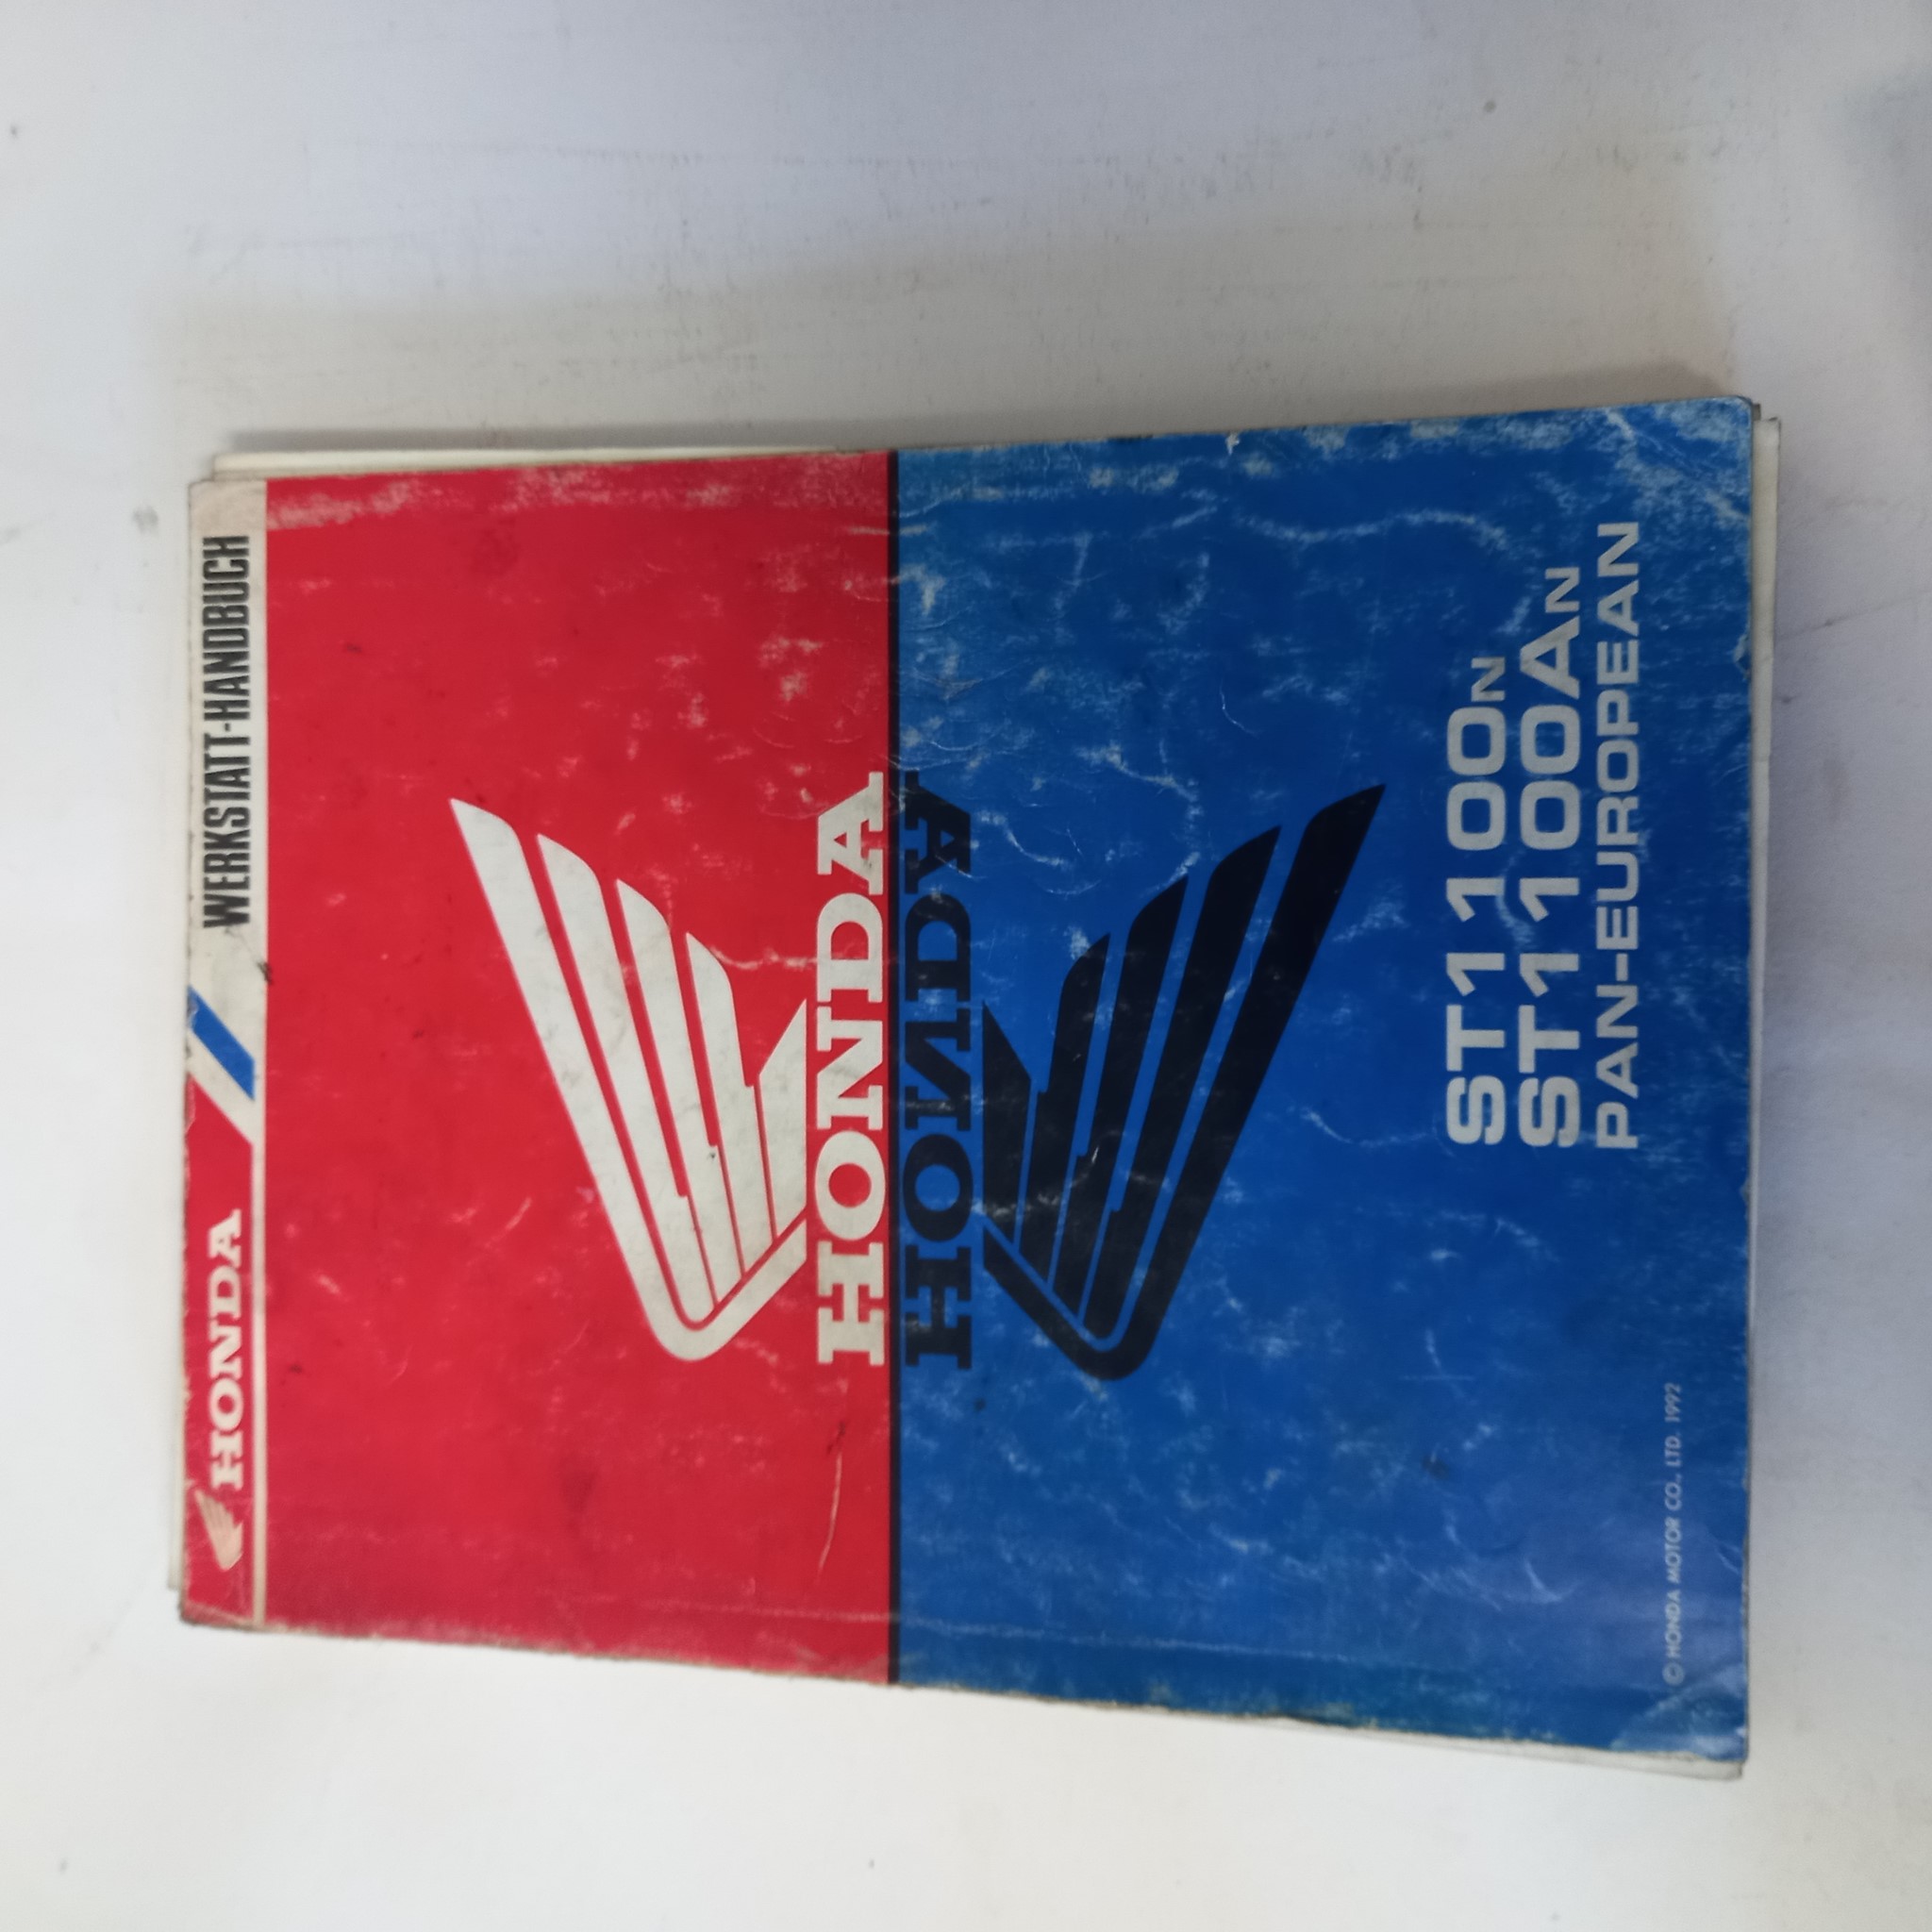 HONDA
WERKSTATT-HANDBUCH
HONDA
HONDA
ST1100N
ST1100AN
PAN-EUROPEAN
© HONDA MOTOR CO., LTD. 1992